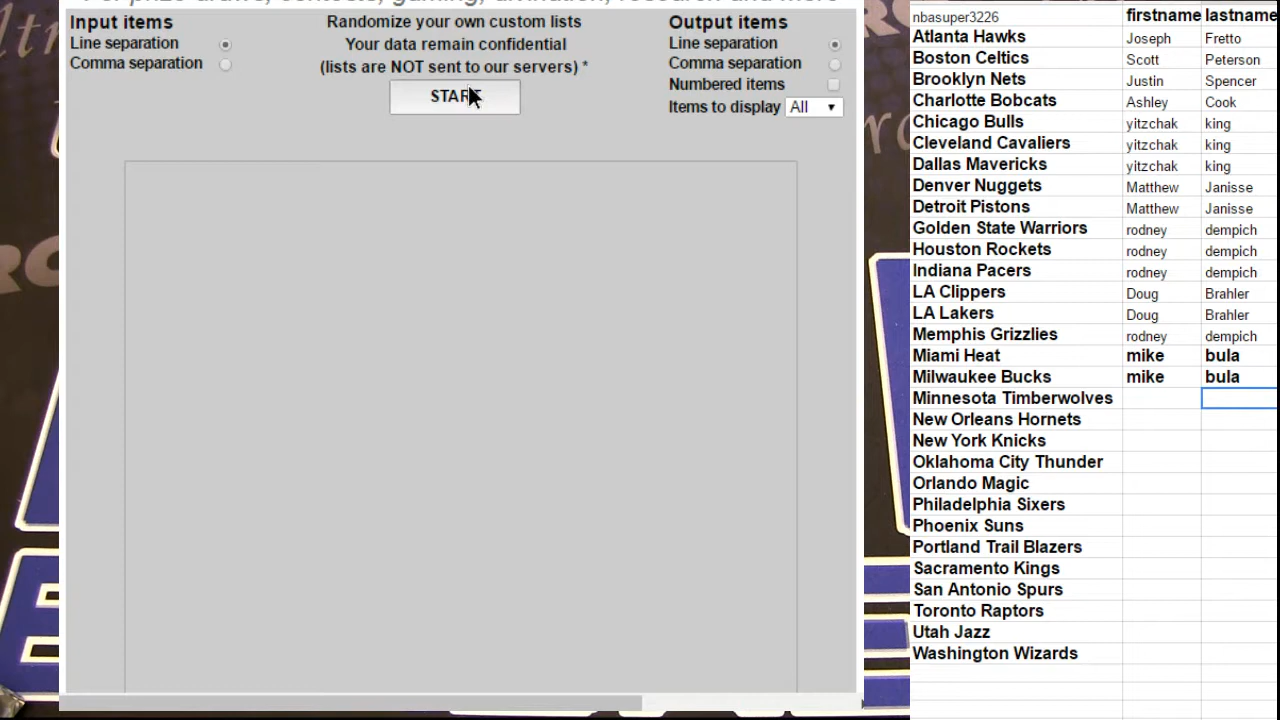 Input items
Line separation
Comma separation
Randomize your own custom lists
Your data remain confidential
(lists are NOT sent to our servers) *
START
Output items
Line separation
Comma separation
Numbered items
Items to display All
nbasuper3226 firstname lastname
Atlanta Hawks Joseph Fretto
Boston Celtics Scott Peterson
Brooklyn Nets Justin Spencer
Charlotte Bobcats Ashley Cook
Chicago Bulls yitzchak king
Cleveland Cavaliers yitzchak king
Dallas Mavericks yitzchak king
Denver Nuggets Matthew Janisse
Detroit Pistons Matthew Janisse
Golden State Warriors rodney dempich
Houston Rockets rodney dempich
Indiana Pacers rodney dempich
LA Clippers Doug Brahler
LA Lakers Doug Brahler
Memphis Grizzlies rodney dempich
Miami Heat mike bula
Milwaukee Bucks mike bula
Minnesota Timberwolves
New Orleans Hornets
New York Knicks
Oklahoma City Thunder
Orlando Magic
Philadelphia Sixers
Phoenix Suns
Portland Trail Blazers
Sacramento Kings
San Antonio Spurs
Toronto Raptors
Utah Jazz
Washington Wizards